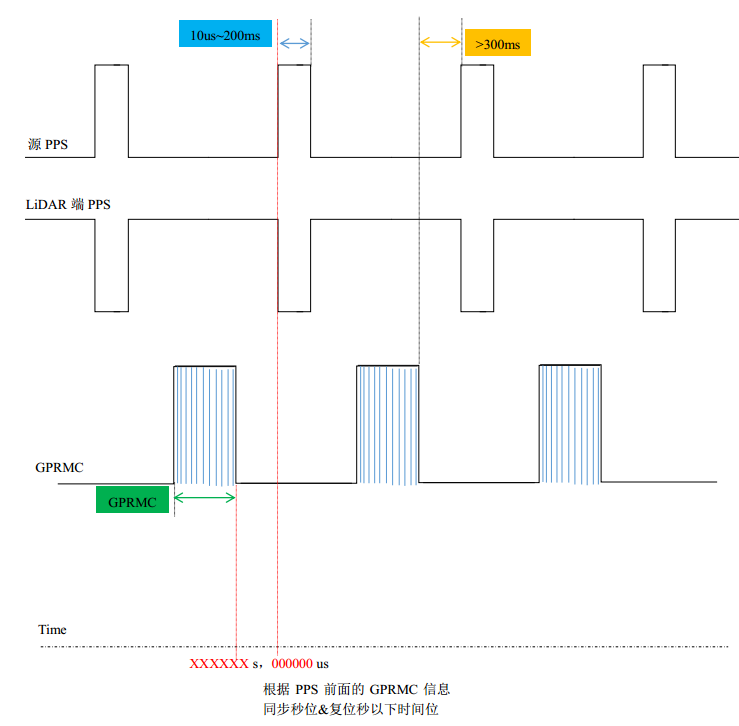 10us~200ms
>300ms
源 PPS
LiDAR 端 PPS
GPRMC
GPRMC
Time
XXXXXX s，000000 us
根据 PPS 前面的 GPRMC 信息
同步秒位&复位秒以下时间位